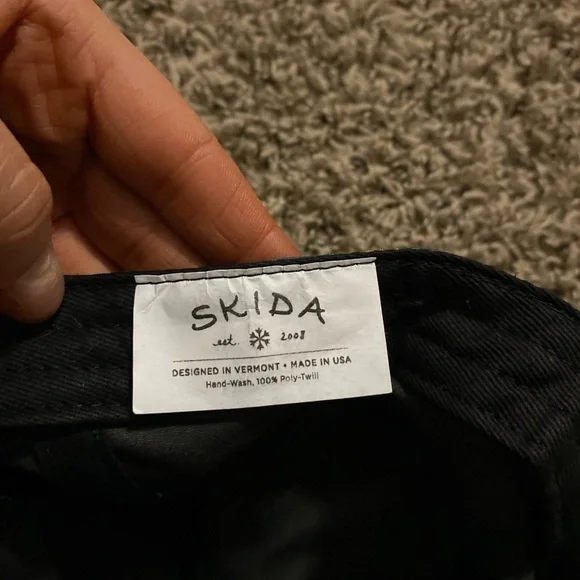 SKIDA
est. 2008
DESIGNED IN VERMONT • MADE IN USA
Hand-Wash, 100% Poly-Twill